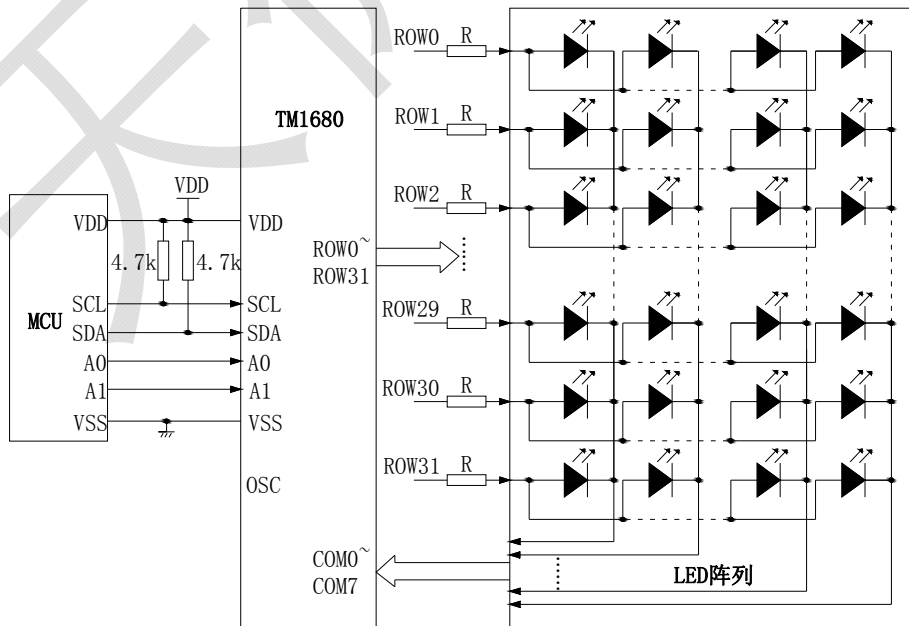 ROW0 R
TM1680
ROW1 R
VDD
ROW2 R
VDD
VDD
4.7k
4.7k
ROW0~
ROW31
MCU
SCL
SCL
SDA
SDA
ROW29 R
A0
A0
A1
A1
ROW30 R
VSS
VSS
ROW31 R
OSC
COM0~
COM7
LED阵列